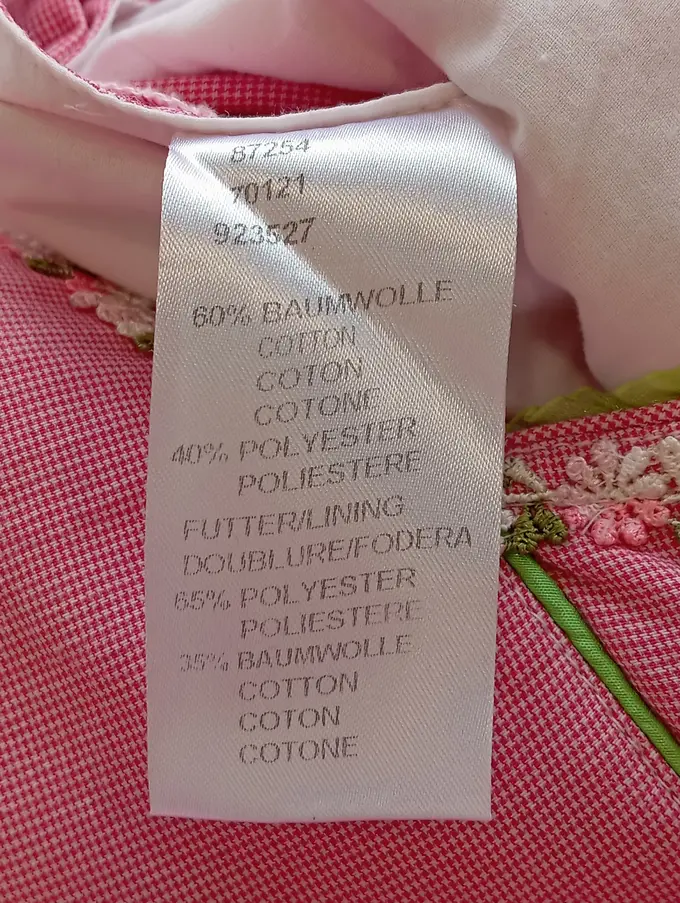 87254
70121
923527
60% BAUMWOLLE
COTTON
COTON
COTONE
40% POLYESTER
POLIESTERE
FUTTER/LINING
DOUBLURE/FODERA
65% POLYESTER
POLIESTERE
35% BAUMWOLLE
COTTON
COTON
COTONE